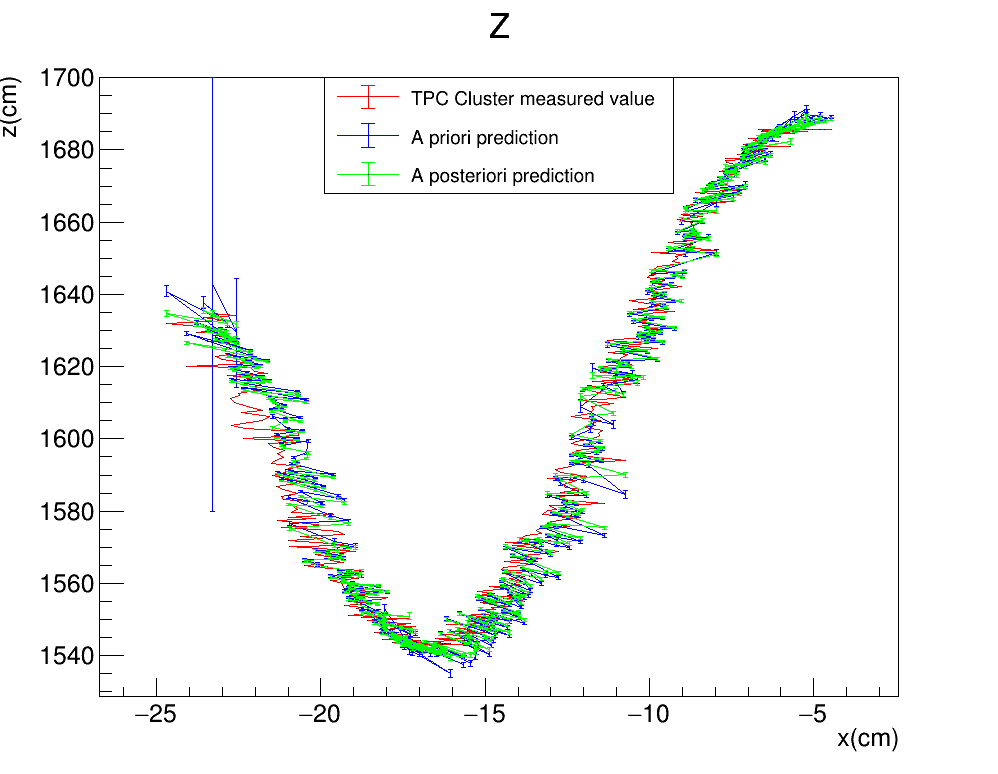 Z
z(cm)
1700
1680
1660
1640
1620
1600
1580
1560
1540
TPC Cluster measured value
A priori prediction
A posteriori prediction
−25 −20 −15 −10 −5
x(cm)